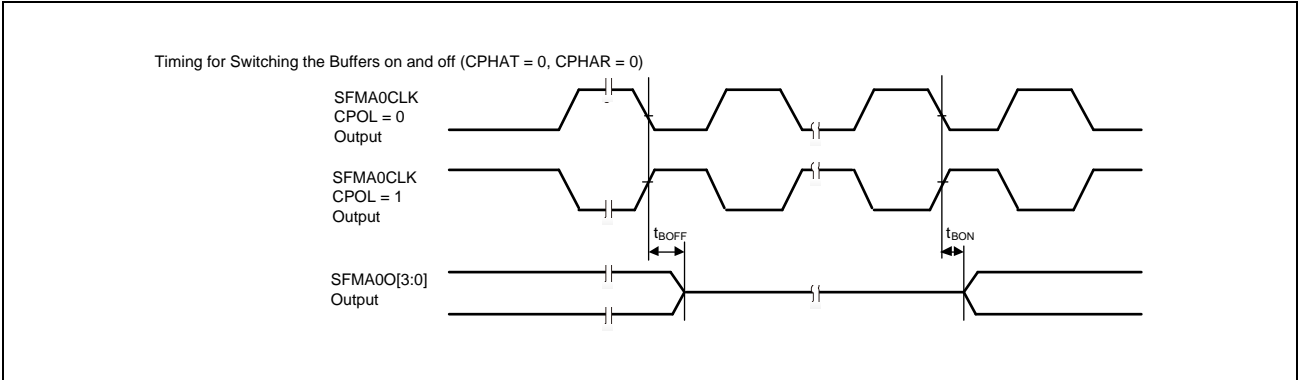 Timing for Switching the Buffers on and off (CPHAT = 0, CPHAR = 0)
SFMA0CLK
CPOL = 0
Output
SFMA0CLK
CPOL = 1
Output
tBOFF
tBON
SFMA0O[3:0]
Output